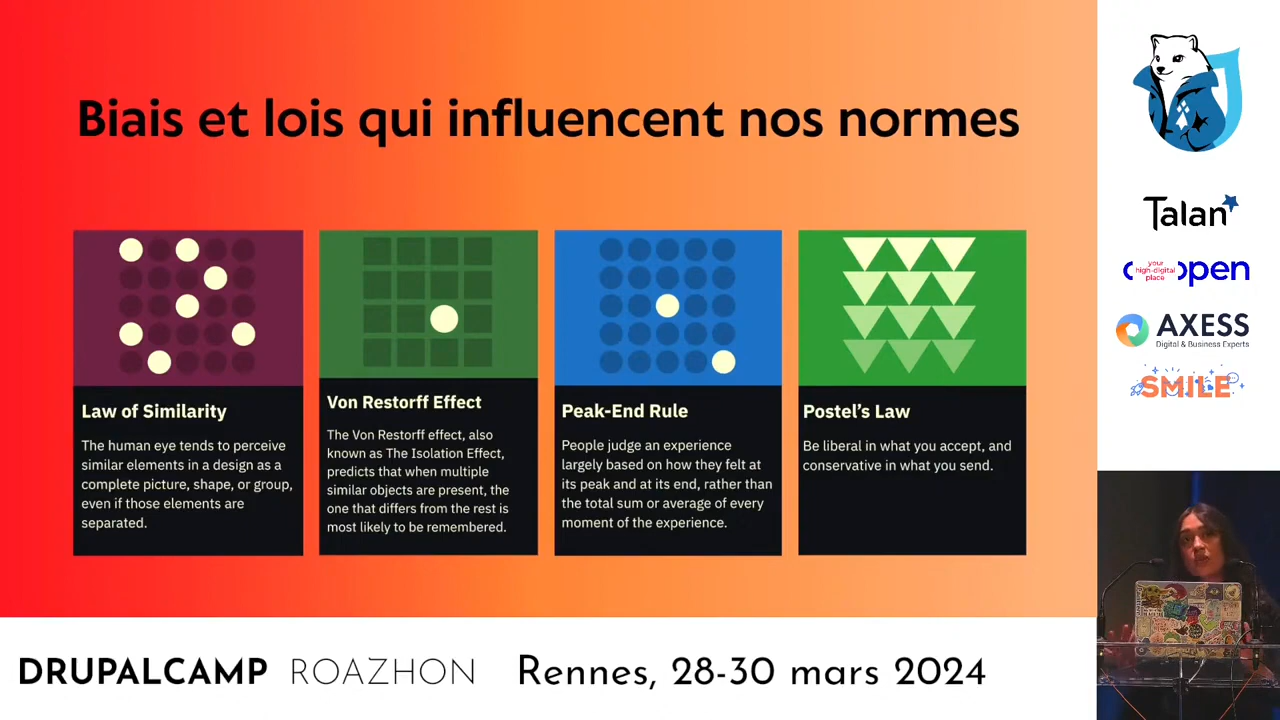 Biais et lois qui influencent nos normes
Law of Similarity
The human eye tends to perceive
similar elements in a design as a
complete picture, shape, or group,
even if those elements are
separated.
Von Restorff Effect
The Von Restorff effect, also
known as The Isolation Effect,
predicts that when multiple
similar objects are present, the
one that differs from the rest is
most likely to be remembered.
Peak-End Rule
People judge an experience
largely based on how they felt at
its peak and at its end, rather than
the total sum or average of every
moment of the experience.
Postel's Law
Be liberal in what you accept, and
conservative in what you send.
Talan
your
high-digital
place
open
AXESS
Digital & Business Experts
SMILE
DRUPALCAMP ROAZHON Rennes, 28-30 mars 2024